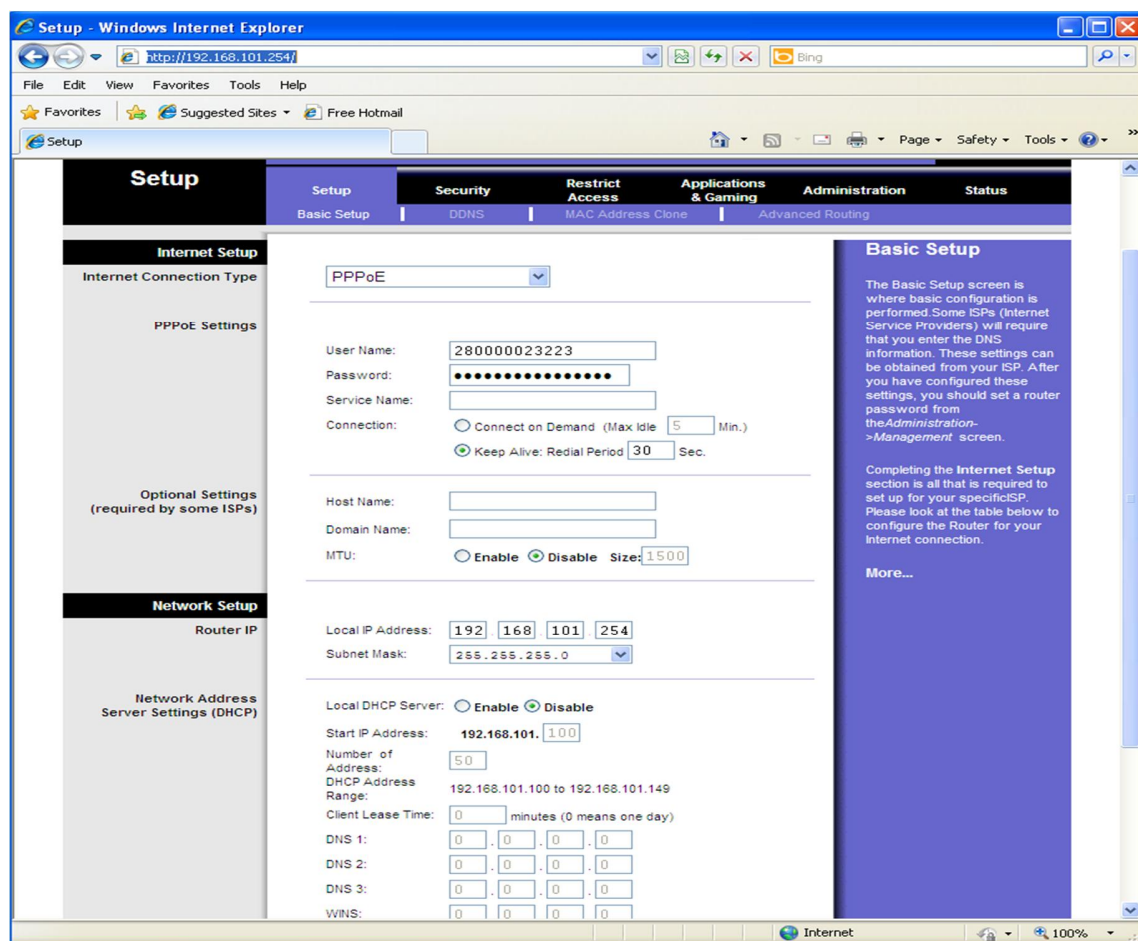 Setup - Windows Internet Explorer
http://192.168.101.254/
Bing
File Edit View Favorites Tools Help
Favorites Suggested Sites Free Hotmail
Setup
Page Safety Tools »
Setup
Setup Security Restrict Access Applications & Gaming Administration Status
Basic Setup DDNS MAC Address Clone Advanced Routing
Internet Setup
Internet Connection Type PPPoE
PPPoE Settings
User Name: 280000023223
Password: ••••••••••••••••
Service Name:
Connection: Connect on Demand (Max Idle 5 Min.)
Keep Alive: Redial Period 30 Sec.
Optional Settings
(required by some ISPs)
Host Name:
Domain Name:
MTU: Enable Disable Size: 1500
Network Setup
Router IP
Local IP Address: 192 . 168 . 101 . 254
Subnet Mask: 255.255.255.0
Network Address
Server Settings (DHCP)
Local DHCP Server: Enable Disable
Start IP Address: 192.168.101. 100
Number of
Address: 50
DHCP Address
Range: 192.168.101.100 to 192.168.101.149
Client Lease Time: 0 minutes (0 means one day)
DNS 1: 0 . 0 . 0 . 0
DNS 2: 0 . 0 . 0 . 0
DNS 3: 0 . 0 . 0 . 0
WINS: 0 . 0 . 0 . 0
Basic Setup
The Basic Setup screen is
where basic configuration is
performed.Some ISPs (Internet
Service Providers) will require
that you enter the DNS
information. These settings can
be obtained from your ISP. After
you have configured these
settings, you should set a router
password from
theAdministration-
>Management screen.
Completing the Internet Setup
section is all that is required to
set up for your specificISP.
Please look at the table below to
configure the Router for your
Internet connection.
More...
Internet 100%